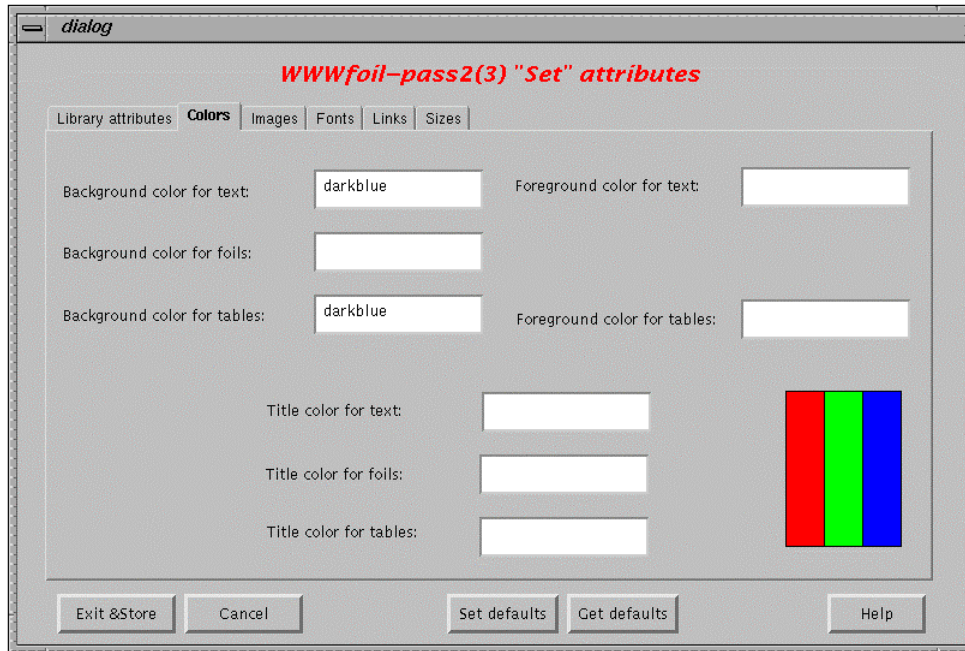 dialog
WWWfoil-pass2(3) "Set" attributes
Library attributes Colors Images Fonts Links Sizes
Background color for text: darkblue Foreground color for text:
Background color for foils:
Background color for tables: darkblue Foreground color for tables:
Title color for text:
Title color for foils:
Title color for tables:
Exit &Store Cancel Set defaults Get defaults Help